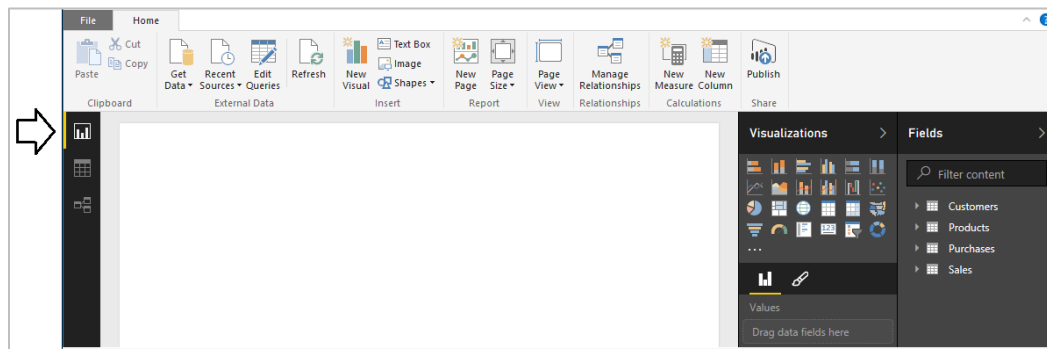 File Home
Paste
Cut
Copy
Clipboard
Get Data
Recent Sources
Edit Queries
External Data
Refresh
New Visual
Text Box
Image
Shapes
Insert
New Page
Page Size
Report
Page View
View
Manage Relationships
Relationships
New Measure
New Column
Calculations
Publish
Share
Visualizations
123
Values
Drag data fields here
Fields
Filter content
Customers
Products
Purchases
Sales